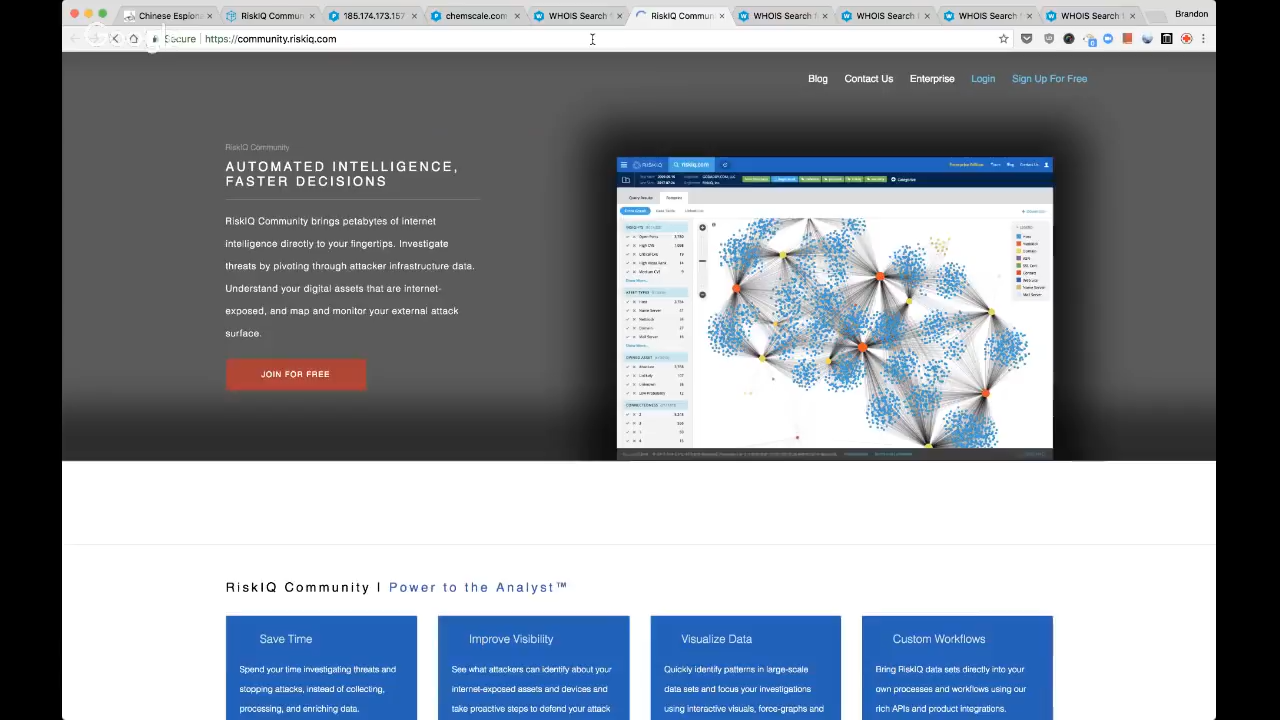 Chinese Espion
RiskIQ Commun
185.174.173.157
chemscale.com
WHOIS Search
RiskIQ Commun
WHOIS Search
WHOIS Search
WHOIS Search
WHOIS Search
Brandon
Secure
https://community.riskiq.com
Blog
Contact Us
Enterprise
Login
Sign Up For Free
RiskIQ Community
AUTOMATED INTELLIGENCE,
FASTER DECISIONS
RiskIQ Community brings petabytes of internet
intelligence directly to your fingertips. Investigate
threats by pivoting through attacker infrastructure data.
Understand your digital assets that are internet-
exposed, and map and monitor your external attack
surface.
JOIN FOR FREE
RISKIQ
riskiq.com
RiskIQ Community | Power to the Analyst™
Save Time
Spend your time investigating threats and
stopping attacks, instead of collecting,
processing, and enriching data.
Improve Visibility
See what attackers can identify about your
internet-exposed assets and devices and
take proactive steps to defend your attack
Visualize Data
Quickly identify patterns in large-scale
data sets and focus your investigations
using interactive visuals, force-graphs and
Custom Workflows
Bring RiskIQ data sets directly into your
own processes and workflows using our
rich APIs and product integrations.